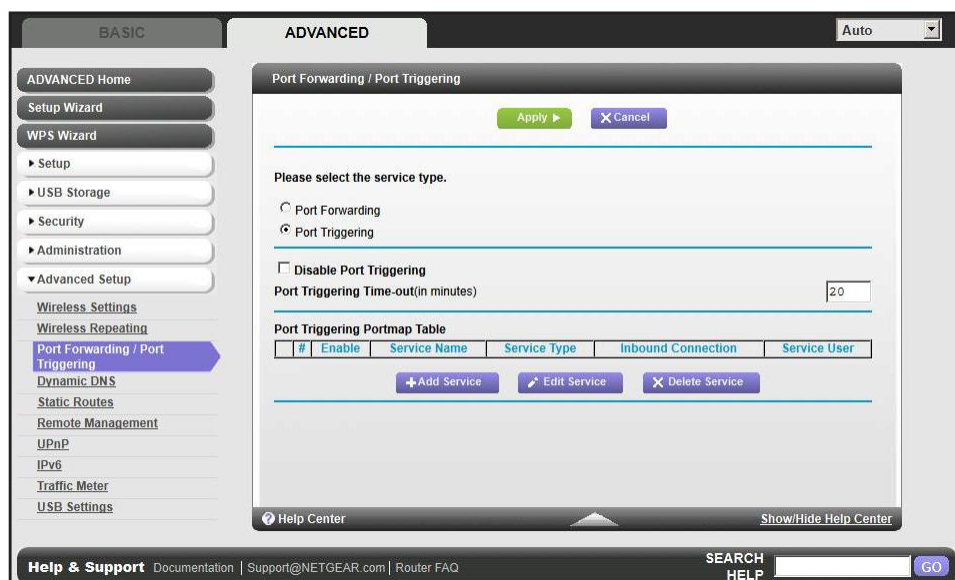 BASIC
ADVANCED
Auto
ADVANCED Home
Setup Wizard
WPS Wizard
Setup
USB Storage
Security
Administration
Advanced Setup
Wireless Settings
Wireless Repeating
Port Forwarding / Port
Triggering
Dynamic DNS
Static Routes
Remote Management
UPnP
IPv6
Traffic Meter
USB Settings
Port Forwarding / Port Triggering
Apply
Cancel
Please select the service type.
Port Forwarding
Port Triggering
Disable Port Triggering
Port Triggering Time-out(in minutes)
20
Port Triggering Portmap Table
# Enable Service Name Service Type Inbound Connection Service User
Add Service Edit Service Delete Service
Help Center Show/Hide Help Center
Help & Support Documentation | Support@NETGEAR.com | Router FAQ
SEARCH
HELP
GO